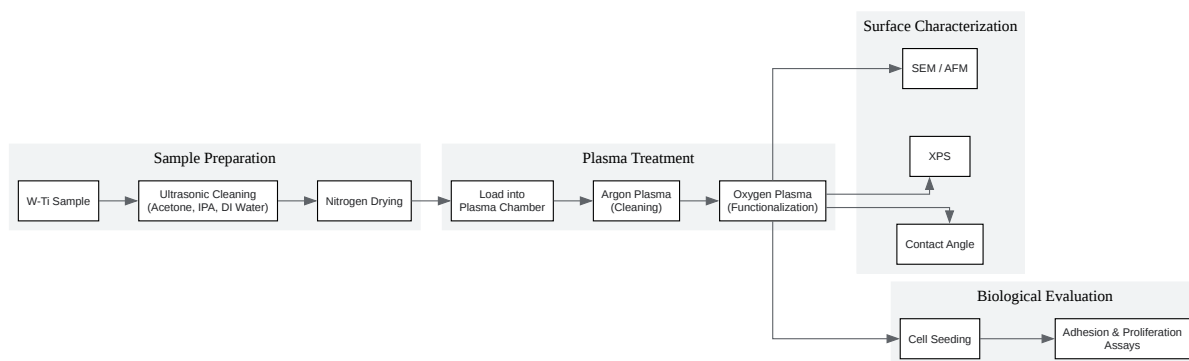 Surface Characterization
SEM / AFM
XPS
Contact Angle
Sample Preparation
W-Ti Sample
Ultrasonic Cleaning
(Acetone, IPA, DI Water)
Nitrogen Drying
Plasma Treatment
Load into
Plasma Chamber
Argon Plasma
(Cleaning)
Oxygen Plasma
(Functionalization)
Biological Evaluation
Cell Seeding
Adhesion & Proliferation
Assays